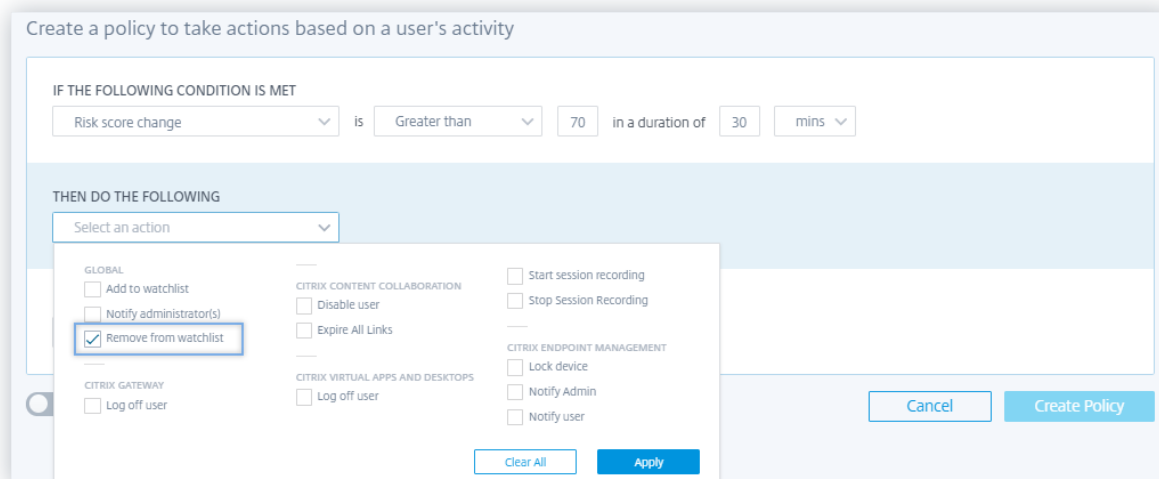 Create a policy to take actions based on a user's activity
IF THE FOLLOWING CONDITION IS MET
Risk score change is Greater than 70 in a duration of 30 mins
THEN DO THE FOLLOWING
Select an action
GLOBAL
Add to watchlist
Notify administrator(s)
Remove from watchlist
CITRIX GATEWAY
Log off user
CITRIX CONTENT COLLABORATION
Disable user
Expire All Links
CITRIX VIRTUAL APPS AND DESKTOPS
Log off user
Start session recording
Stop Session Recording
CITRIX ENDPOINT MANAGEMENT
Lock device
Notify Admin
Notify user
Clear All Apply
Cancel Create Policy